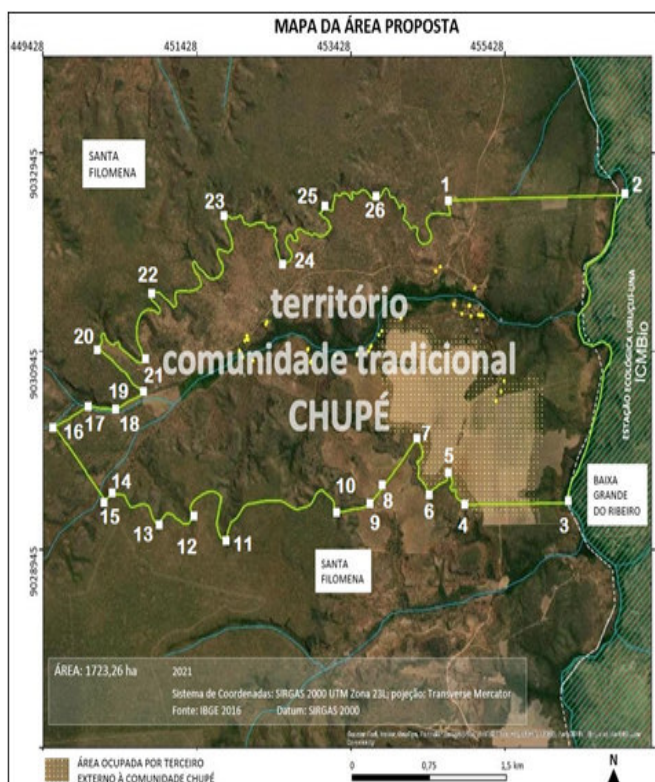 MAPA DA ÁREA PROPOSTA
449428
451428
453428
455428
9032945
9030945
9028945
SANTA
FILOMENA
1
2
25
26
23
24
22
20
21
19
17
18
16
14
15
13
12
11
10
9
8
7
6
5
4
3
território
comunidade tradicional
CHUPÉ
ESTAÇÃO ECOLÓGICA URUÇUS-UNA
ICMBio
BAIXA
GRANDE
DO RIBEIRO
SANTA
FILOMENA
ÁREA: 1723,26 ha
2021
Sistema de Coordenadas: SIRGAS 2000 UTM Zona 23L; pojeção: Transverse Mercator
Fonte: IBGE 2016 Datum: SIRGAS 2000
ÁREA OCUPADA POR TERCEIRO
EXTERNO À COMUNIDADE CHUPÉ
0
0,75
1,5 km
N